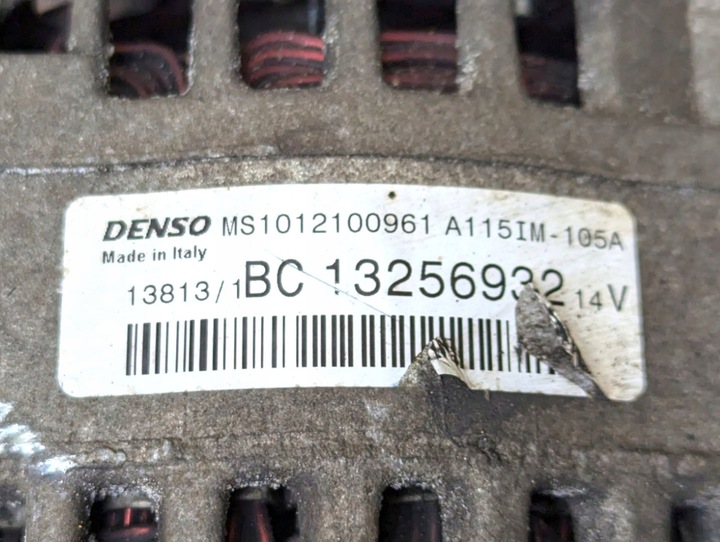 DENSO MS1012100961 A115IM-105A
Made in Italy
13813/1 BC 13256932 14V